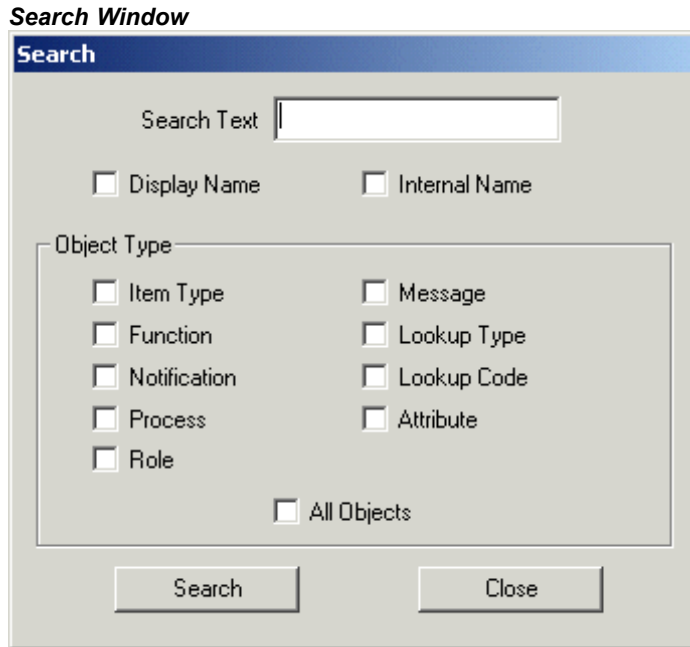 Search Window
Search
Search Text
Display Name Internal Name
Object Type
Item Type Message
Function Lookup Type
Notification Lookup Code
Process Attribute
Role
All Objects
Search Close